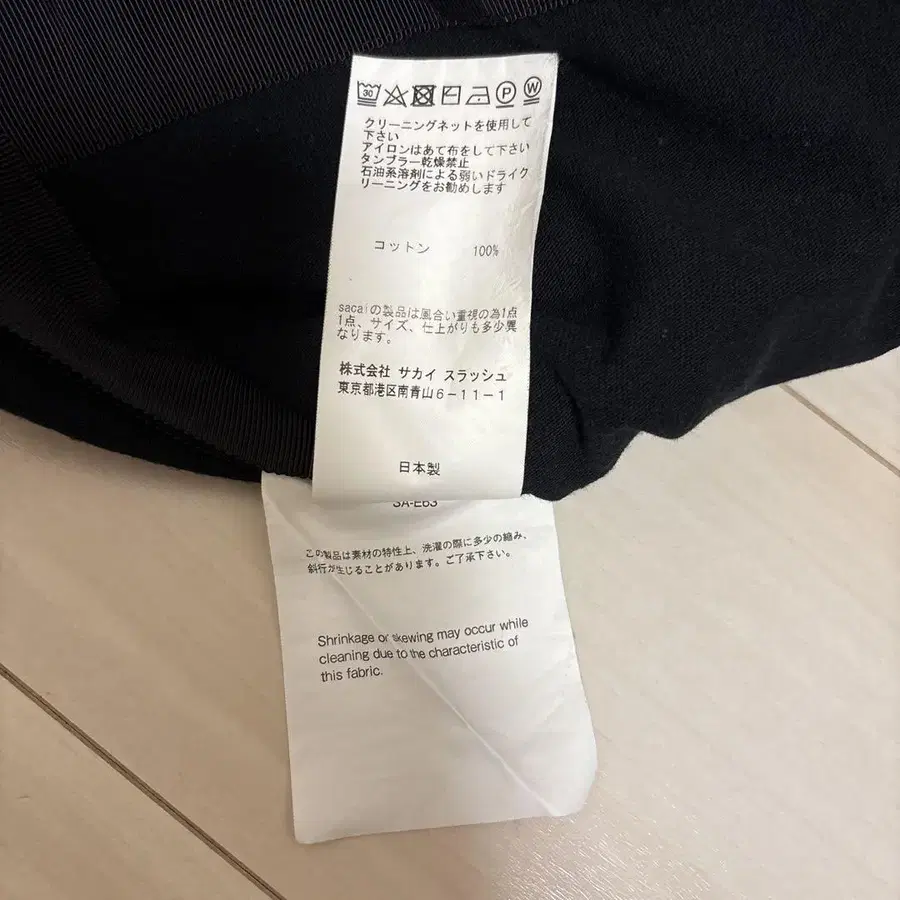 30
P
W
クリーニングネットを使用して
下さい
アイロンはあて布をして下さい
タンブラー乾燥禁止
石油系溶剤による弱いドライク
リーニングをお勧めします
コットン 100%
sacaiの製品は風合い重視の為1点
1点、サイズ、仕上がりも多少異
なります。
株式会社 サカイ スラッシュ
東京都港区南青山6-11-1
日本製
SA-E63
この製品は素材の特性上、洗濯の際に多少の縮み、
斜行が生じることがあります。ご了承下さい。
Shrinkage or skewing may occur while
cleaning due to the characteristic of
this fabric.